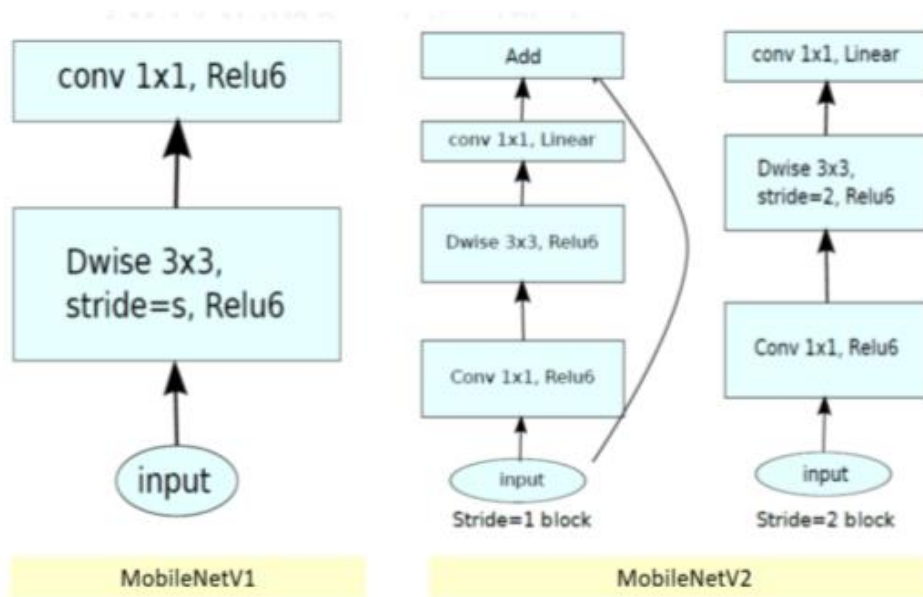 conv 1x1, Relu6
Dwise 3x3,
stride=s, Relu6
input
MobileNetV1
Add
conv 1x1, Linear
Dwise 3x3, Relu6
Conv 1x1, Relu6
input
Stride=1 block
conv 1x1, Linear
Dwise 3x3,
stride=2, Relu6
Conv 1x1, Relu6
input
Stride=2 block
MobileNetV2